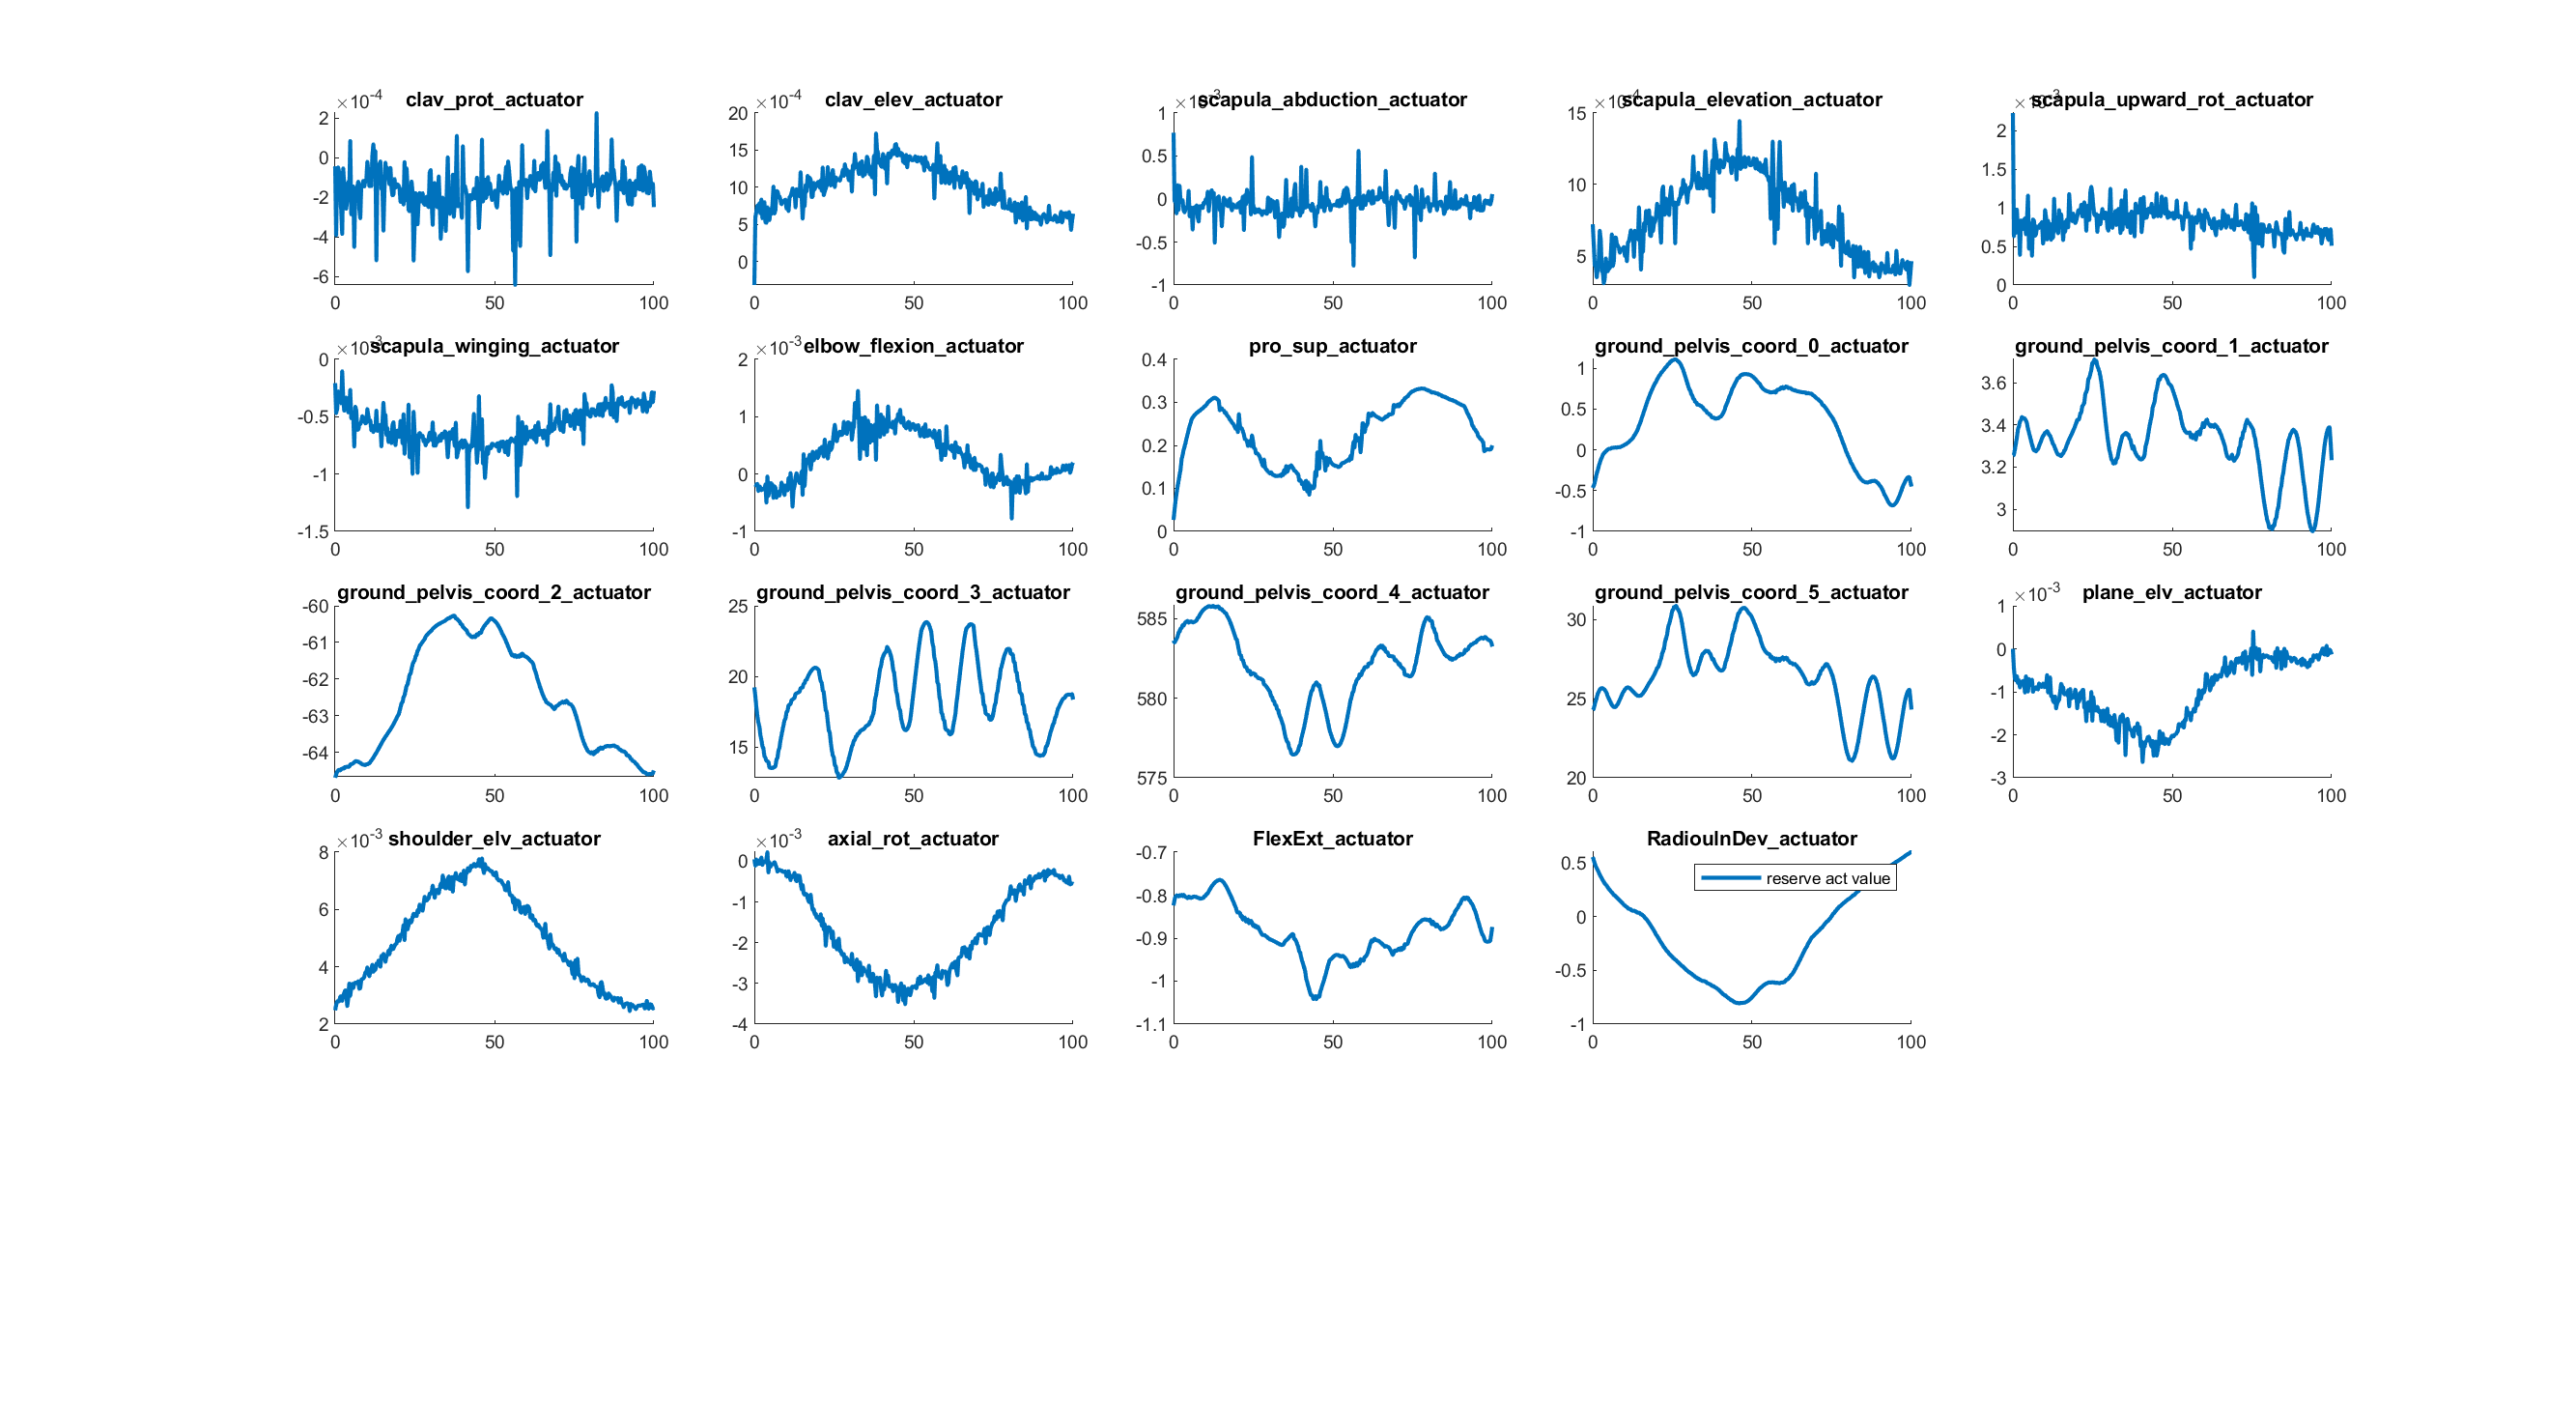 clav_prot_actuator
×10-4
2
0
-2
-4
-6
0 50 100
clav_elev_actuator
×10-4
20
15
10
5
0
0 50 100
scapula_abduction_actuator
×10-3
1
0.5
0
-0.5
-1
0 50 100
scapula_elevation_actuator
×10-4
15
10
5
0 50 100
scapula_upward_rot_actuator
×10-3
2
1.5
1
0.5
0
0 50 100
scapula_winging_actuator
×10-3
0
-0.5
-1
-1.5
0 50 100
elbow_flexion_actuator
×10-3
2
1
0
-1
0 50 100
pro_sup_actuator
0.4
0.3
0.2
0.1
0
0 50 100
ground_pelvis_coord_0_actuator
1
0.5
0
-0.5
-1
0 50 100
ground_pelvis_coord_1_actuator
3.6
3.4
3.2
3
0 50 100
ground_pelvis_coord_2_actuator
-60
-61
-62
-63
-64
0 50 100
ground_pelvis_coord_3_actuator
25
20
15
0 50 100
ground_pelvis_coord_4_actuator
585
580
575
0 50 100
ground_pelvis_coord_5_actuator
30
25
20
0 50 100
plane_elv_actuator
×10-3
1
0
-1
-2
-3
0 50 100
shoulder_elv_actuator
×10-3
8
6
4
2
0 50 100
axial_rot_actuator
×10-3
0
-1
-2
-3
-4
0 50 100
FlexExt_actuator
-0.7
-0.8
-0.9
-1
-1.1
0 50 100
RadioulnDev_actuator
0.5
0
-0.5
-1
0 50 100
reserve act value